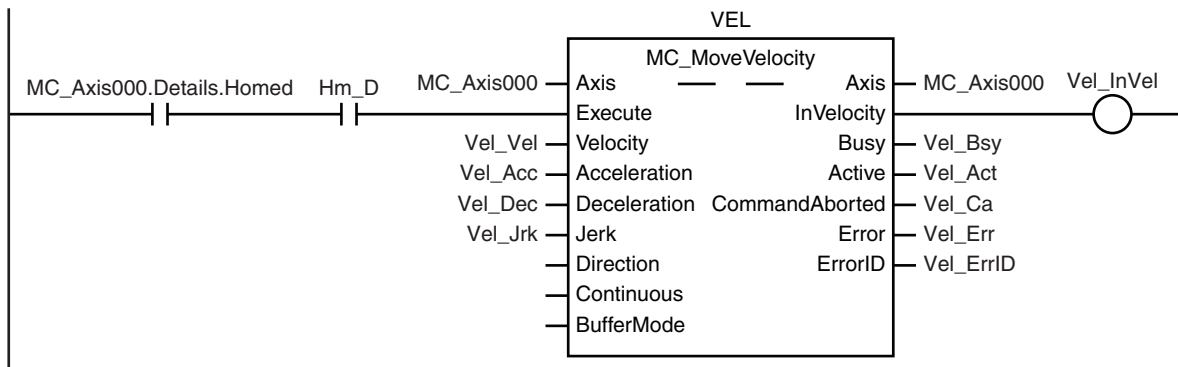 VEL
MC_MoveVelocity
MC_Axis000.Details.Homed Hm_D MC_Axis000 Axis Axis MC_Axis000 Vel_InVel
Execute InVelocity
Vel_Vel Velocity Busy Vel_Bsy
Vel_Acc Acceleration Active Vel_Act
Vel_Dec Deceleration CommandAborted Vel_Ca
Vel_Jrk Jerk Error Vel_Err
Direction ErrorID Vel_ErrID
Continuous
BufferMode